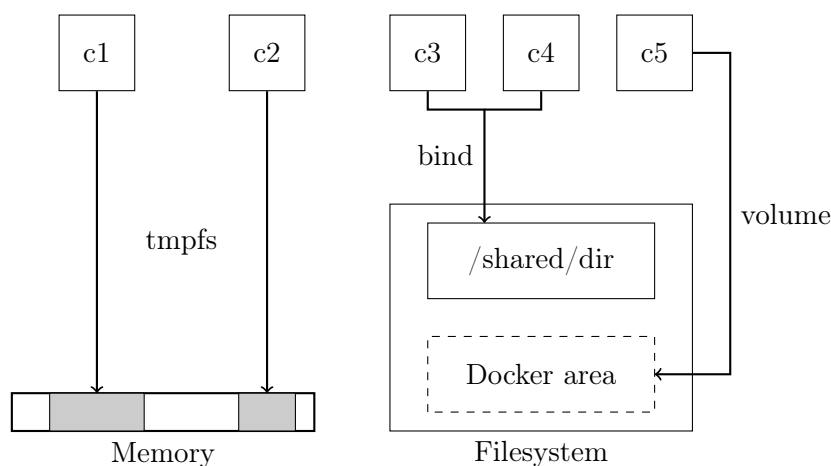 c1
c2
c3
c4
c5
bind
volume
tmpfs
/shared/dir
Docker area
Memory
Filesystem